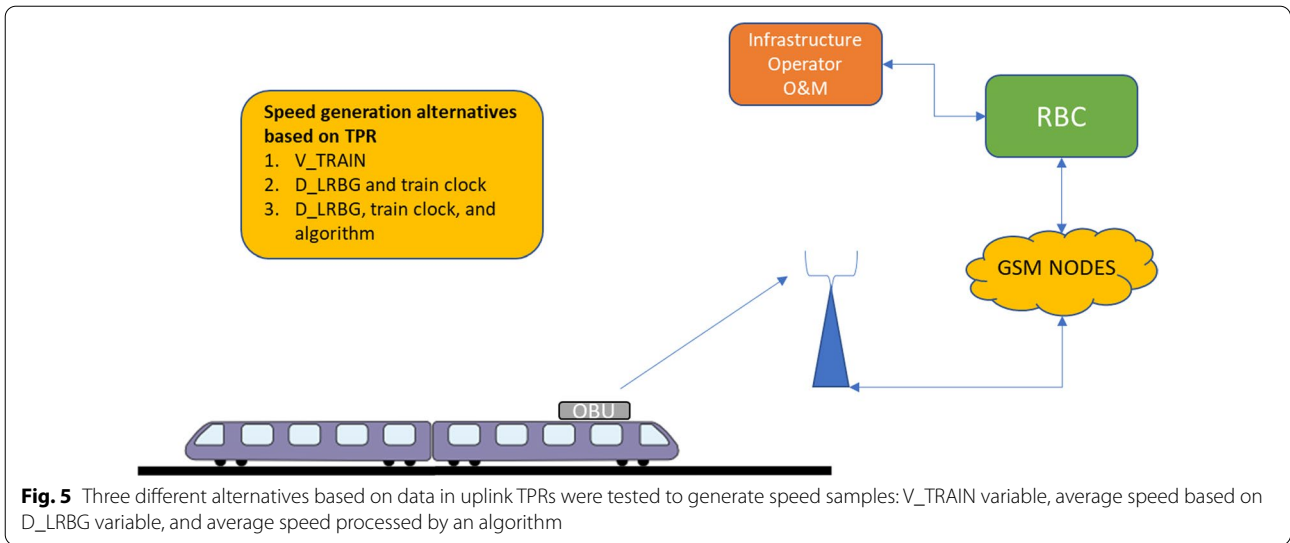 Infrastructure
Operator
O&M
RBC
Speed generation alternatives
based on TPR
1. V_TRAIN
2. D_LRBG and train clock
3. D_LRBG, train clock, and
algorithm
GSM NODES
OBU
Fig. 5 Three different alternatives based on data in uplink TPRs were tested to generate speed samples: V_TRAIN variable, average speed based on
D_LRBG variable, and average speed processed by an algorithm